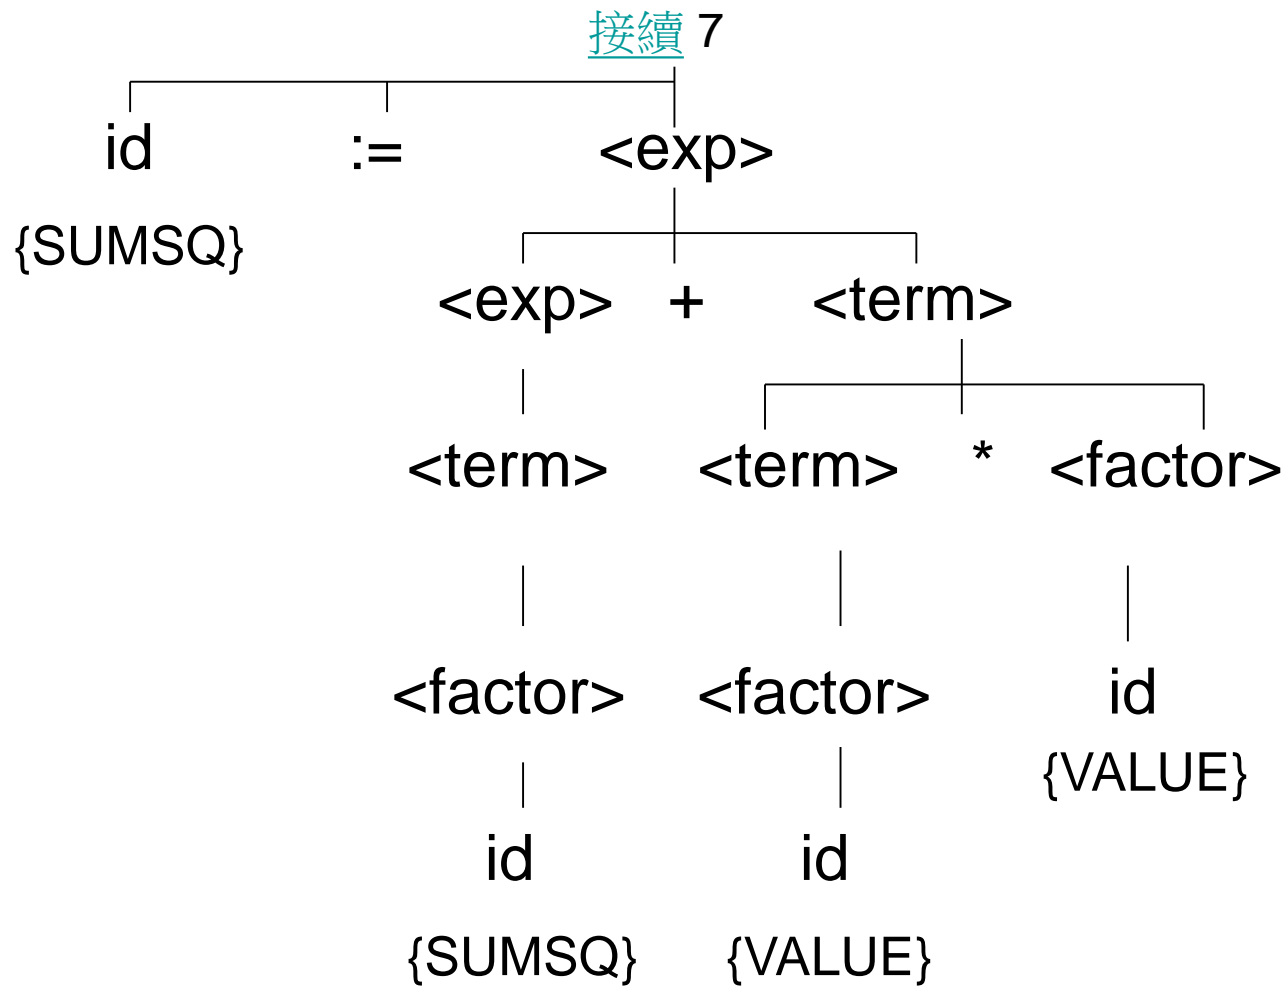 接續 7
id := <exp>
{SUMSQ}
<exp> + <term>
<term> <term> * <factor>
<factor> <factor> id
{VALUE}
id id
{SUMSQ} {VALUE}